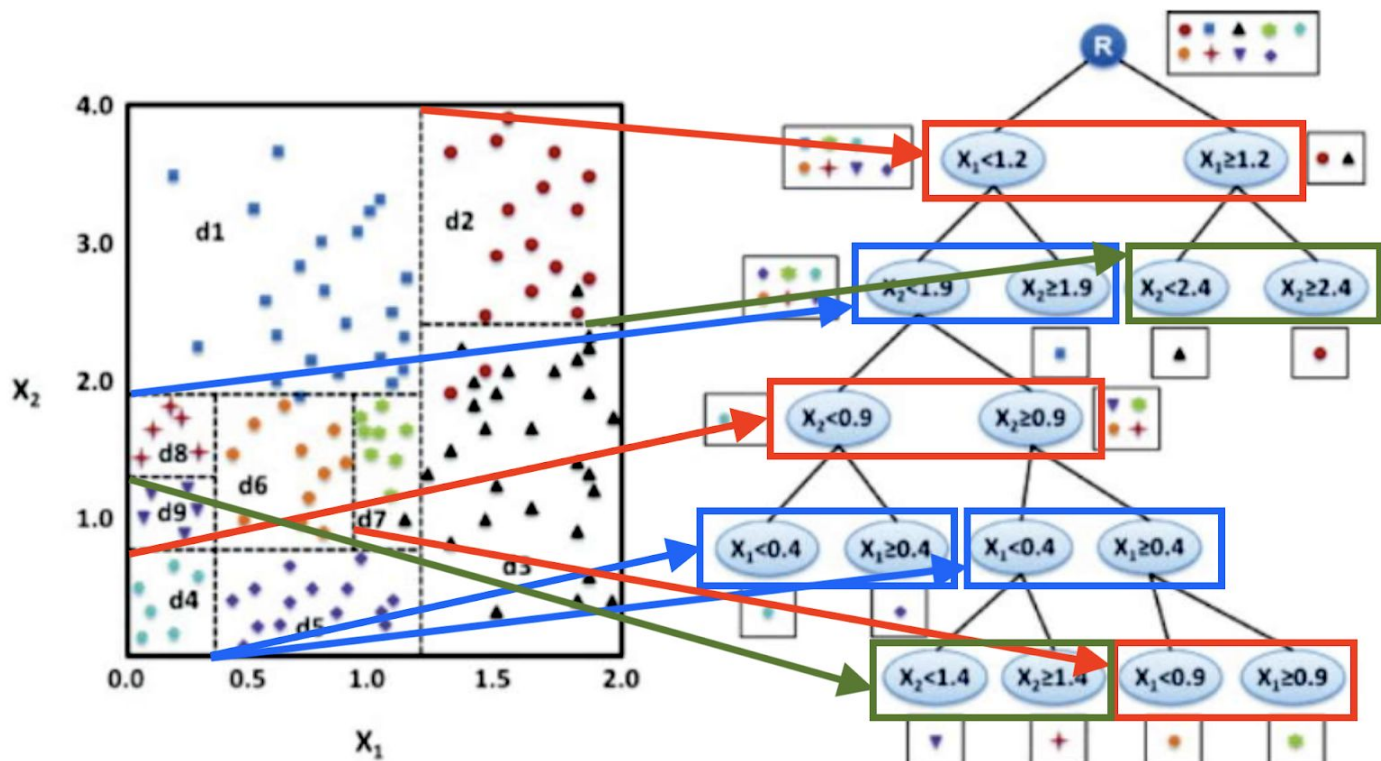 R
4.0
X₁<1.2
X₁≥1.2
d1
d2
3.0
X₂<1.9
X₂≥1.9
X₂<2.4
X₂≥2.4
2.0
X₂
X₂<0.9
X₂≥0.9
d8
d6
d9
d7
1.0
X₁<0.4
X₁≥0.4
X₁<0.4
X₁≥0.4
d3
d4
d5
0.0
0.5
1.0
1.5
2.0
X₂<1.4
X₂≥1.4
X₁<0.9
X₁≥0.9
X₁